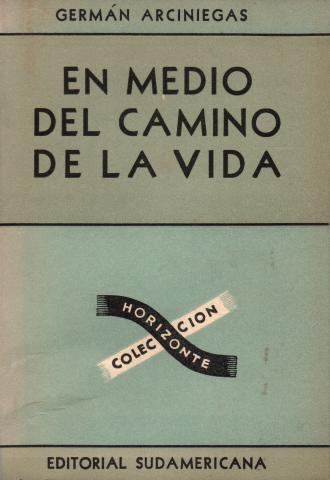 GERMÁN ARCINIEGAS
EN MEDIO
DEL CAMINO
DE LA VIDA
COLECCION
HORIZONTE
EDITORIAL SUDAMERICANA